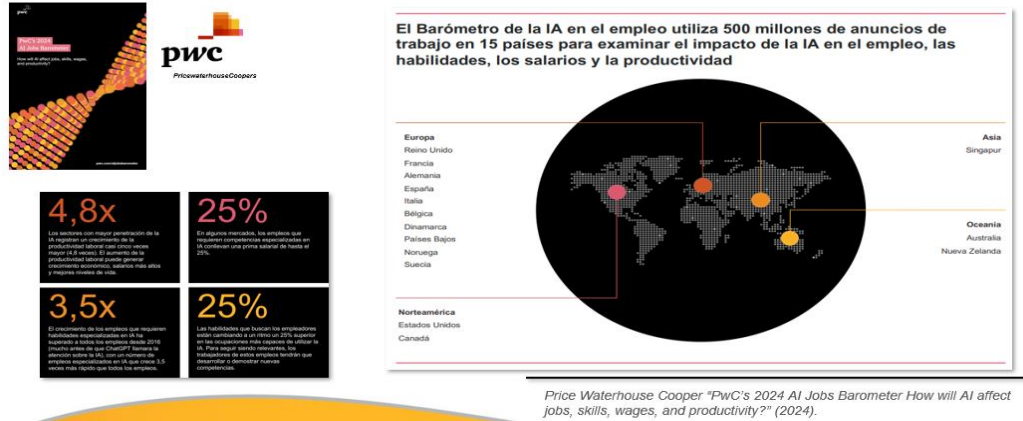 pwc
PwC's 2024
AI Jobs Barometer
How will AI affect jobs, skills, wages,
and productivity?
pwc
PricewaterhouseCoopers
4,8x
Los sectores con mayor penetración de la
IA registran un crecimiento de la
productividad laboral casi cinco veces
mayor (4,8 veces). El aumento de la
productividad laboral puede generar
crecimiento económico, salarios más altos
y mejores niveles de vida.
25%
En algunos mercados, los empleos que
requieren competencias especializadas en
IA conllevan una prima salarial de hasta el
25%.
3,5x
El crecimiento de los empleos que requieren
habilidades especializadas en IA ha
superado a todos los empleos desde 2016
(mucho antes de que ChatGPT llamara la
atención sobre la IA), con un número de
empleos especializados en IA que crece 3,5
veces más rápido que todos los empleos.
25%
Las habilidades que buscan los empleadores
están cambiando a un ritmo un 25% superior
en las ocupaciones más capaces de utilizar la
IA. Para seguir siendo relevantes, los
trabajadores de estos empleos tendrán que
desarrollar o demostrar nuevas
competencias.
El Barómetro de la IA en el empleo utiliza 500 millones de anuncios de
trabajo en 15 países para examinar el impacto de la IA en el empleo, las
habilidades, los salarios y la productividad
Europa
Reino Unido
Francia
Alemania
España
Italia
Bélgica
Dinamarca
Países Bajos
Noruega
Suecia
Norteamérica
Estados Unidos
Canadá
Asia
Singapur
Oceania
Australia
Nueva Zelanda
Price Waterhouse Cooper "PwC's 2024 AI Jobs Barometer How will AI affect
jobs, skills, wages, and productivity?" (2024).